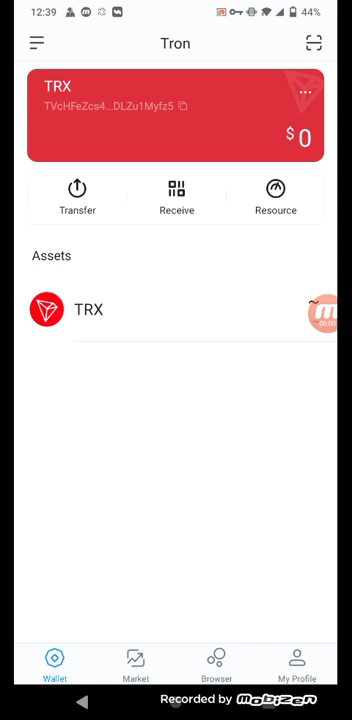 12:39
44%
Tron
TRX
TVcHFeZcs4...DLZu1Myfz5
$ 0
Transfer
Receive
Resource
Assets
TRX
Wallet
Market
Browser
My Profile
Recorded by mobizen